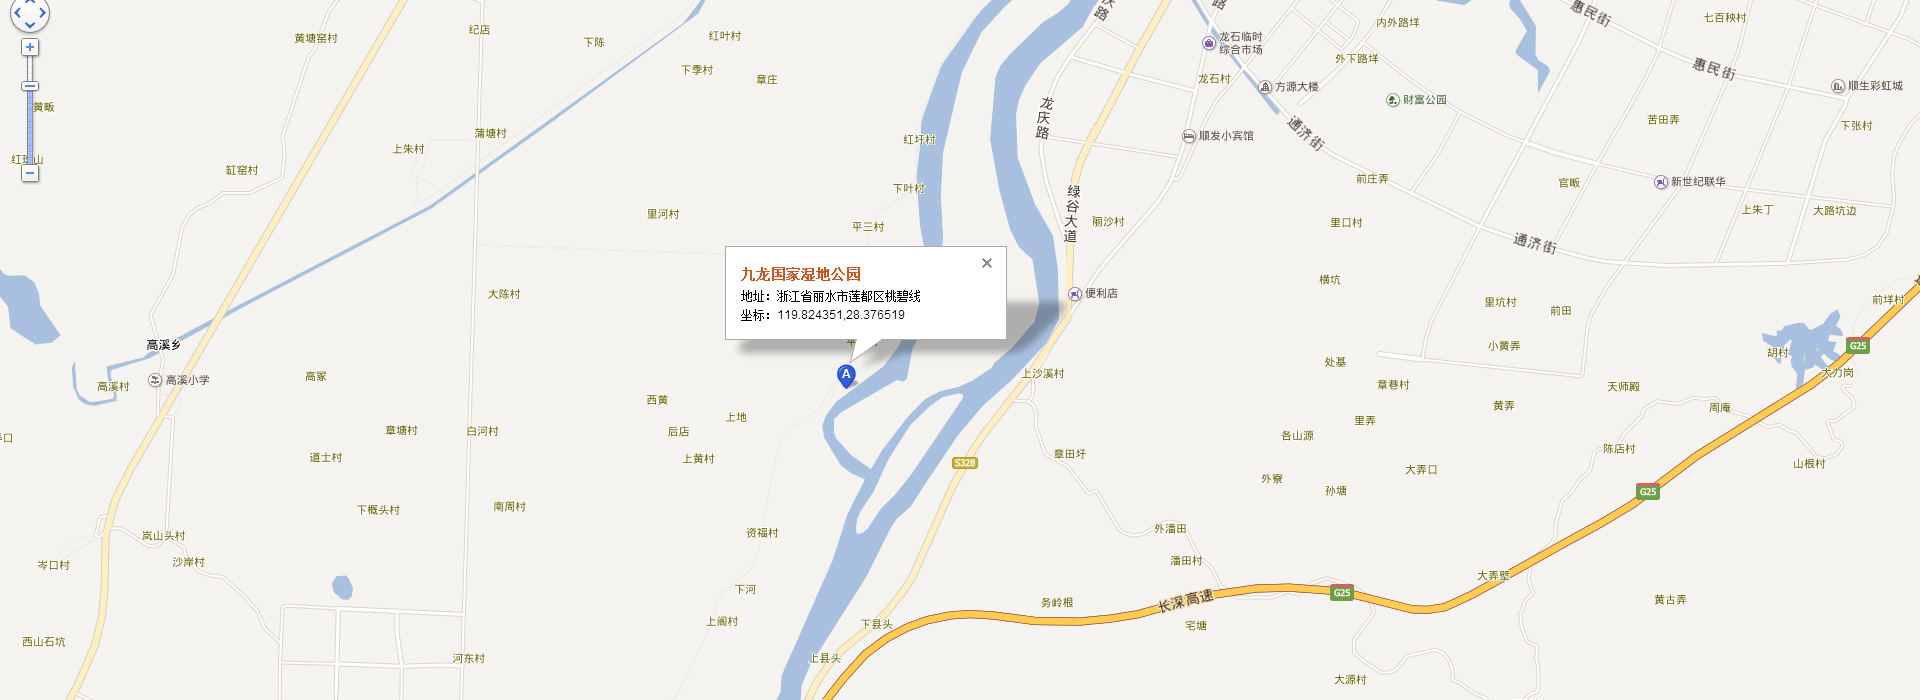 九龙国家湿地公园
地址：浙江省丽水市莲都区桃碧线
坐标：119.824351,28.376519
A
黄塘窑村
纪店
下陈
红叶村
下季村
章庄
黄畈
蒲塘村
上朱村
缸窑村
红圩村
下叶村
里河村
平三村
大陈村
高溪乡
高溪小学
高溪村
高冢
西黄
上地
后店
上黄村
章塘村
白河村
道士村
下概头村
南周村
资福村
岚山头村
沙岸村
岑口村
下河
上阁村
西山石坑
河东村
下县头
上县头
务岭根
宅塘
大源村
长深高速
G25
G25
G25
S328
龙庆路
绿谷大道
龙石临时
综合市场
龙石村
方源大楼
内外路垟
外下路垟
财富公园
顺发小宾馆
通济街
通济街
惠民街
惠民街
七百秧村
顺生彩虹城
下张村
苦田弄
前庄弄
官畈
新世纪联华
上朱丁
大路坑边
丽沙村
里口村
横坑
便利店
里坑村
前田
前垟村
小黄弄
处基
胡村
大力岗
上沙溪村
章巷村
天师殿
里弄
黄弄
周庵
各山源
陈店村
章田圩
大弄口
山根村
外寮
孙塘
外潘田
潘田村
大弄壁
黄古弄